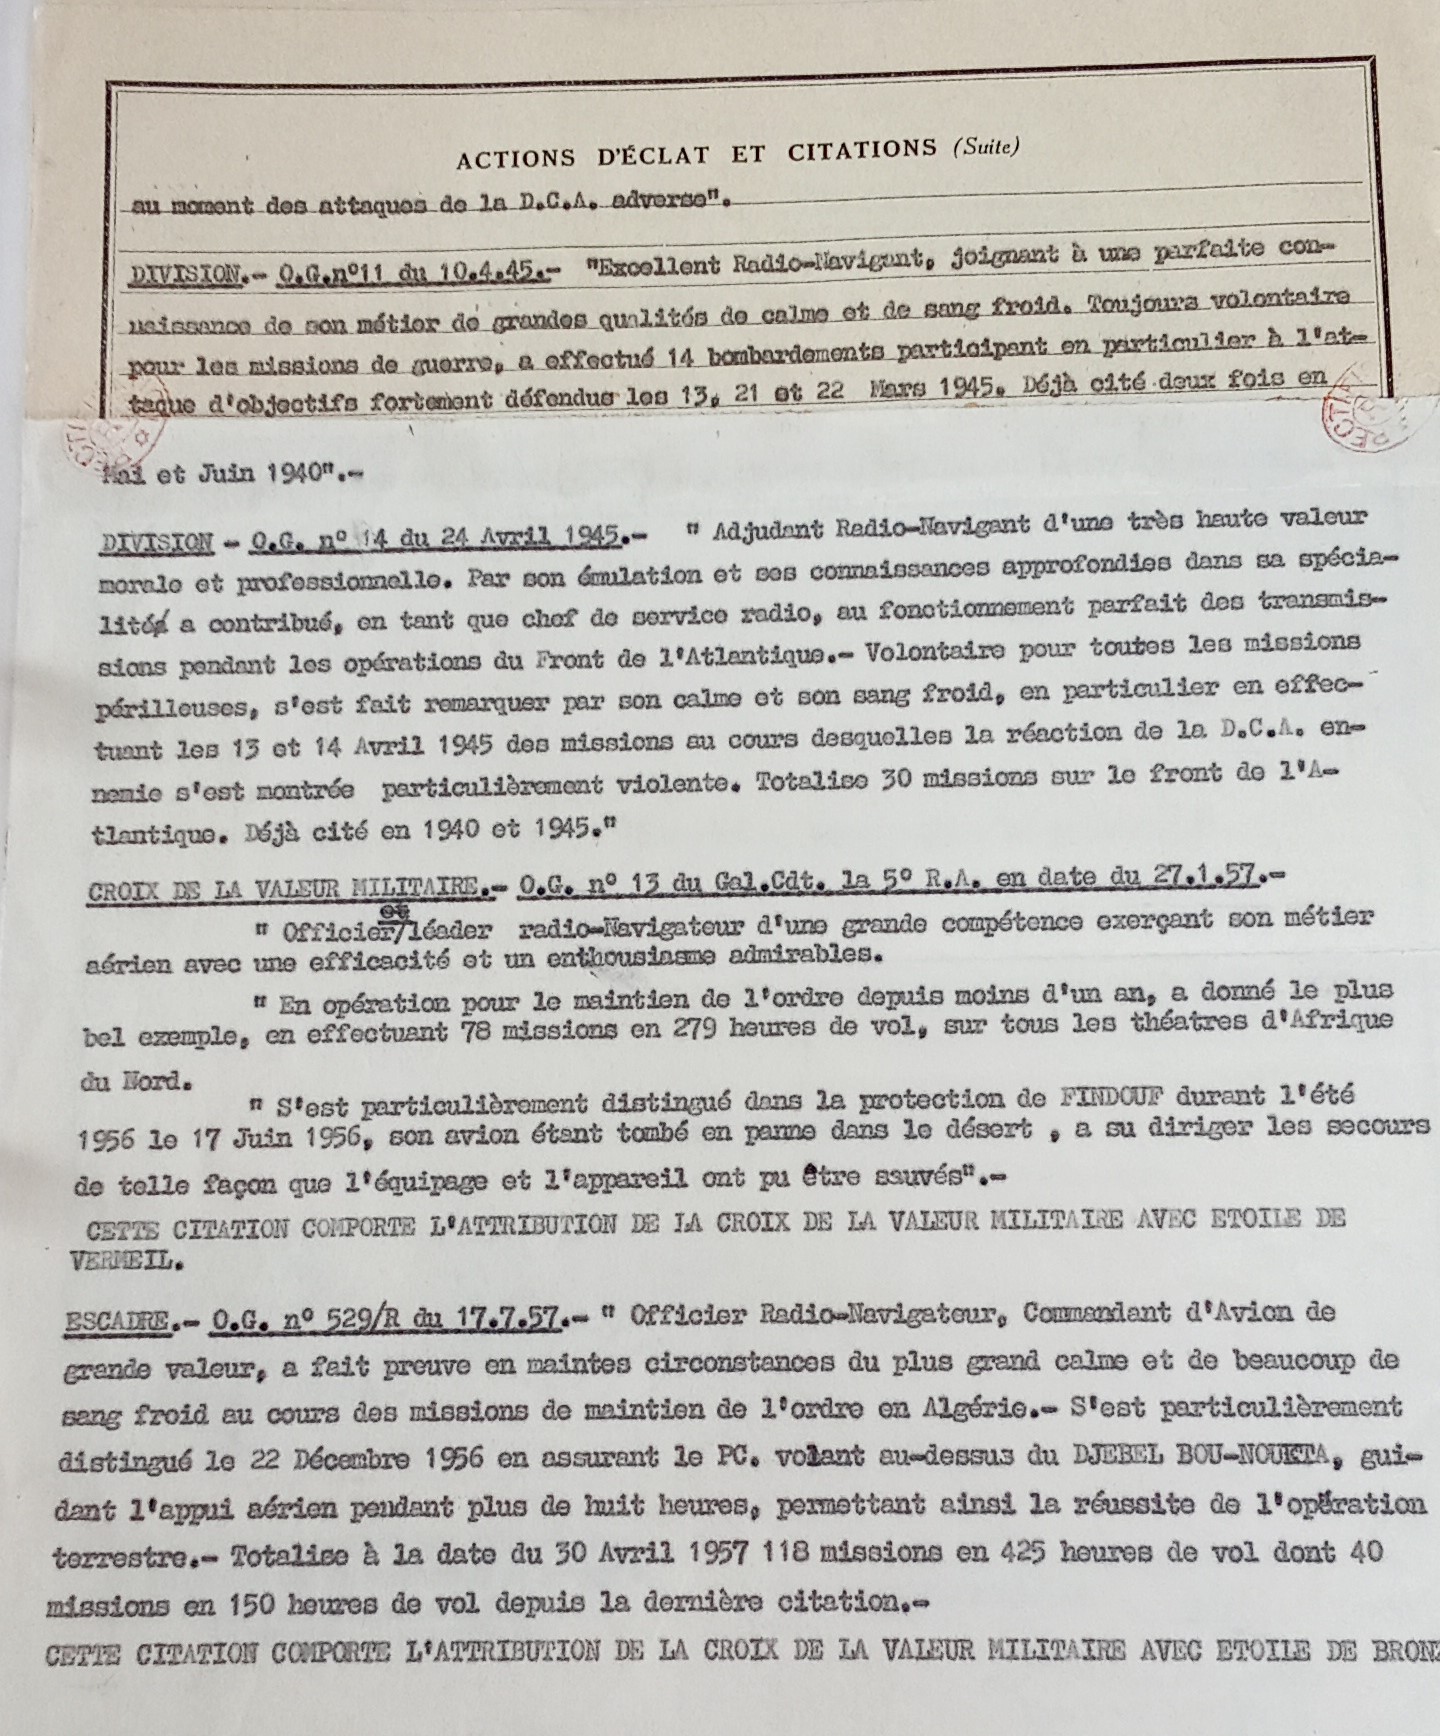 ACTIONS D'ÉCLAT ET CITATIONS (Suite)
au moment des attaques de la D.C.A. adverse".
DIVISION.- O.G.n°11 du 10.4.45.- "Excellent Radio-Navigant, joignant à une parfaite con-
naissance de son métier de grandes qualités de calme et de sang froid. Toujours volontaire
pour les missions de guerre, a effectué 14 bombardements participant en particulier à l'at-
taque d'objectifs fortement défendus les 13, 21 et 22 Mars 1945. Déjà cité deux fois en
Mai et Juin 1940".-
DIVISION - O.G. n° 14 du 24 Avril 1945.- " Adjudant Radio-Navigant d'une très haute valeur
morale et professionnelle. Par son émulation et ses connaissances approfondies dans sa spécia-
lité a contribué, en tant que chef de service radio, au fonctionnement parfait des transmis-
sions pendant les opérations du Front de l'Atlantique.- Volontaire pour toutes les missions
périlleuses, s'est fait remarquer par son calme et son sang froid, en particulier en effec-
tuant les 13 et 14 Avril 1945 des missions au cours desquelles la réaction de la D.C.A. en-
nemie s'est montrée particulièrement violente. Totalise 30 missions sur le front de l'A-
tlantique. Déjà cité en 1940 et 1945."
CROIX DE LA VALEUR MILITAIRE.- O.G. n° 13 du Gal.Cdt. la 5° R.A. en date du 27.1.57.-
et
" Officier/léader radio-Navigateur d'une grande compétence exerçant son métier
aérien avec une efficacité et un enthousiasme admirables.
" En opération pour le maintien de l'ordre depuis moins d'un an, a donné le plus
bel exemple, en effectuant 78 missions en 279 heures de vol, sur tous les théatres d'Afrique
du Nord.
" S'est particulièrement distingué dans la protection de FINDOUF durant l'été
1956 le 17 Juin 1956, son avion étant tombé en panne dans le désert , a su diriger les secours
de telle façon que l'équipage et l'appareil ont pu être sauvés".-
CETTE CITATION COMPORTE L'ATTRIBUTION DE LA CROIX DE LA VALEUR MILITAIRE AVEC ETOILE DE
VERMEIL.
ESCADRE.- O.G. n° 529/R du 17.7.57.- " Officier Radio-Navigateur, Commandant d'Avion de
grande valeur, a fait preuve en maintes circonstances du plus grand calme et de beaucoup de
sang froid au cours des missions de maintien de l'ordre en Algérie.- S'est particulièrement
distingué le 22 Décembre 1956 en assurant le PC. volant au-dessus du DJEBEL BOU-NOUKTA, gui-
dant l'appui aérien pendant plus de huit heures, permettant ainsi la réussite de l'opération
terrestre.- Totalise à la date du 30 Avril 1957 118 missions en 425 heures de vol dont 40
missions en 150 heures de vol depuis la dernière citation.-
CETTE CITATION COMPORTE L'ATTRIBUTION DE LA CROIX DE LA VALEUR MILITAIRE AVEC ETOILE DE BRONZ